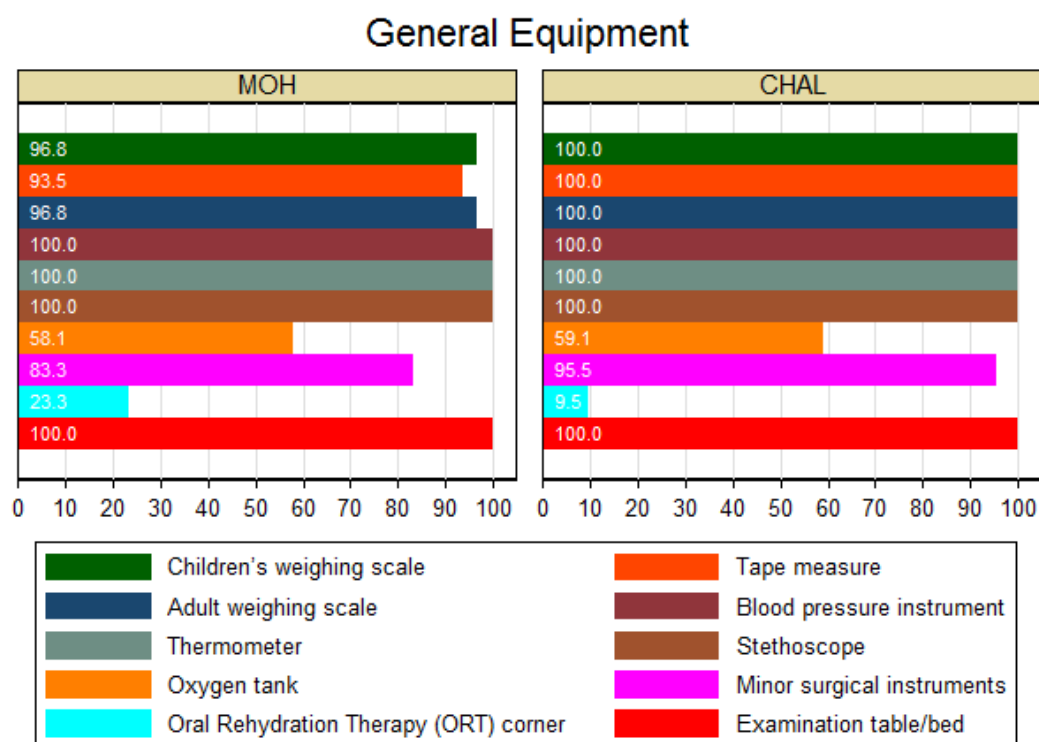 General Equipment
MOH
CHAL
96.8
93.5
96.8
100.0
100.0
100.0
58.1
83.3
23.3
100.0
100.0
100.0
100.0
100.0
100.0
100.0
59.1
95.5
9.5
100.0
0 10 20 30 40 50 60 70 80 90 100
0 10 20 30 40 50 60 70 80 90 100
Children's weighing scale
Tape measure
Adult weighing scale
Blood pressure instrument
Thermometer
Stethoscope
Oxygen tank
Minor surgical instruments
Oral Rehydration Therapy (ORT) corner
Examination table/bed